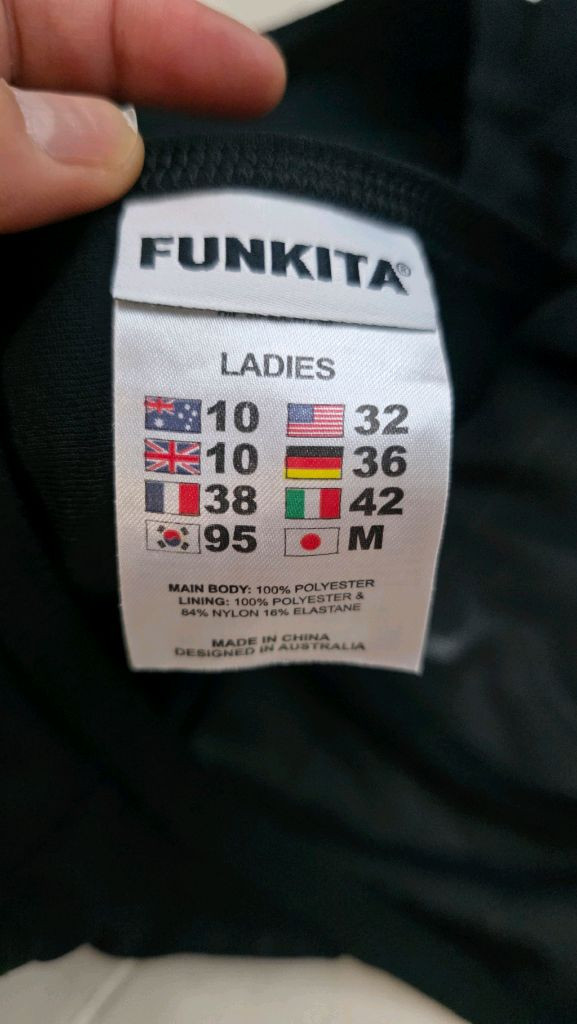 FUNKITA®
LADIES
10 32
10 36
38 42
95 M
MAIN BODY: 100% POLYESTER
LINING: 100% POLYESTER &
84% NYLON 16% ELASTANE
MADE IN CHINA
DESIGNED IN AUSTRALIA